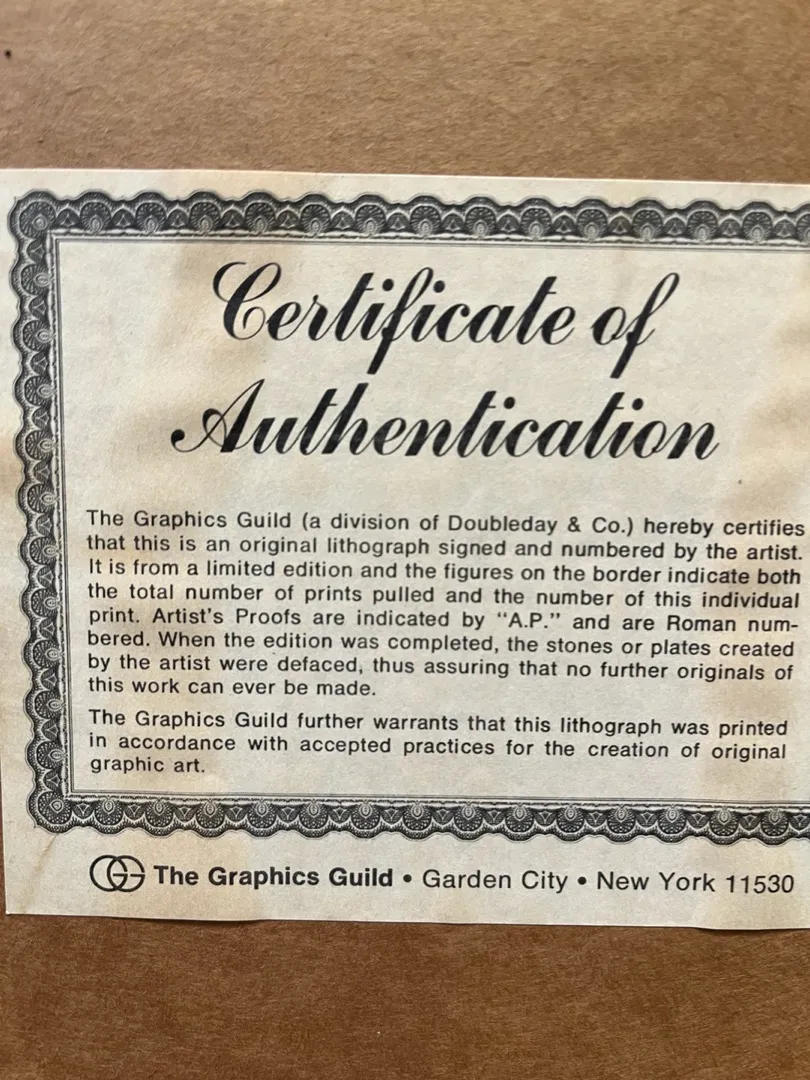 Certificate of
Authentication
The Graphics Guild (a division of Doubleday & Co.) hereby certifies
that this is an original lithograph signed and numbered by the artist.
It is from a limited edition and the figures on the border indicate both
the total number of prints pulled and the number of this individual
print. Artist's Proofs are indicated by "A.P." and are Roman num-
bered. When the edition was completed, the stones or plates created
by the artist were defaced, thus assuring that no further originals of
this work can ever be made.
The Graphics Guild further warrants that this lithograph was printed
in accordance with accepted practices for the creation of original
graphic art.
GG The Graphics Guild • Garden City • New York 11530